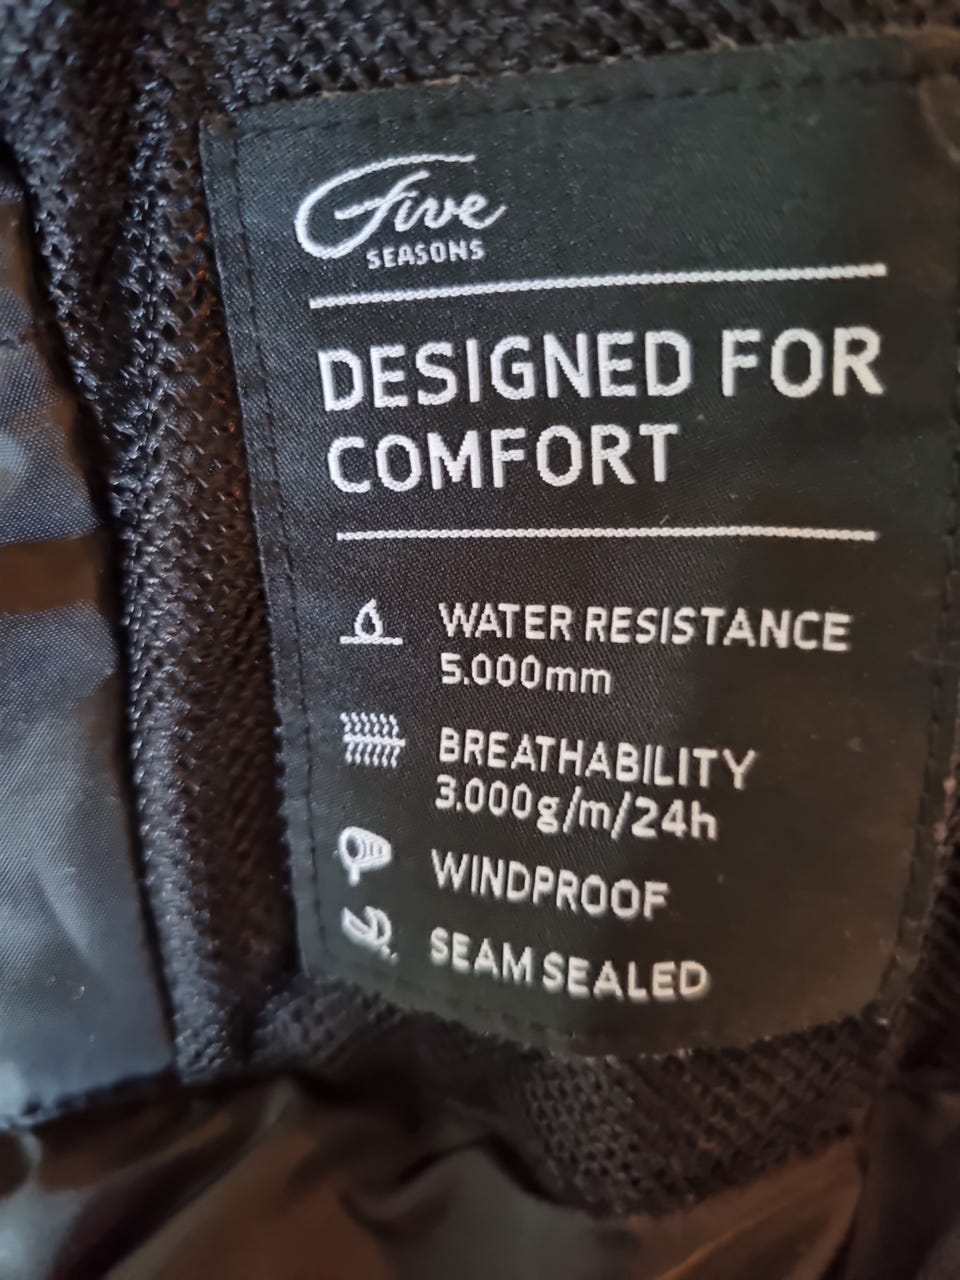 Five
SEASONS
DESIGNED FOR
COMFORT
WATER RESISTANCE
5.000mm
BREATHABILITY
3.000g/m/24h
WINDPROOF
SEAM SEALED